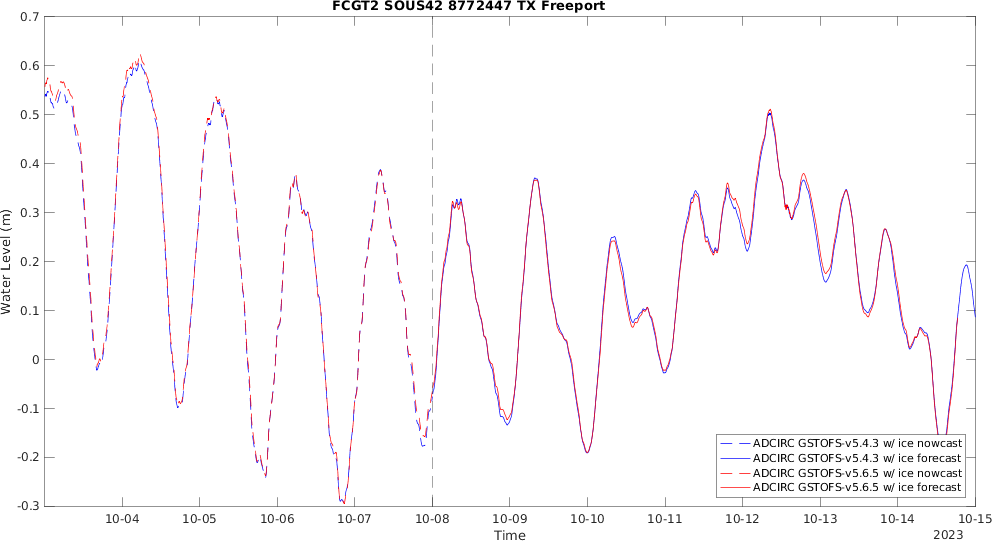 FCGT2 SOUS42 8772447 TX Freeport
0.7
0.6
0.5
0.4
0.3
0.2
0.1
0
-0.1
-0.2
-0.3
Water Level (m)
ADCIRC GSTOFS-v5.4.3 w/ ice nowcast
ADCIRC GSTOFS-v5.4.3 w/ ice forecast
ADCIRC GSTOFS-v5.6.5 w/ ice nowcast
ADCIRC GSTOFS-v5.6.5 w/ ice forecast
10-04 10-05 10-06 10-07 10-08 10-09 10-10 10-11 10-12 10-13 10-14 10-15
Time
2023